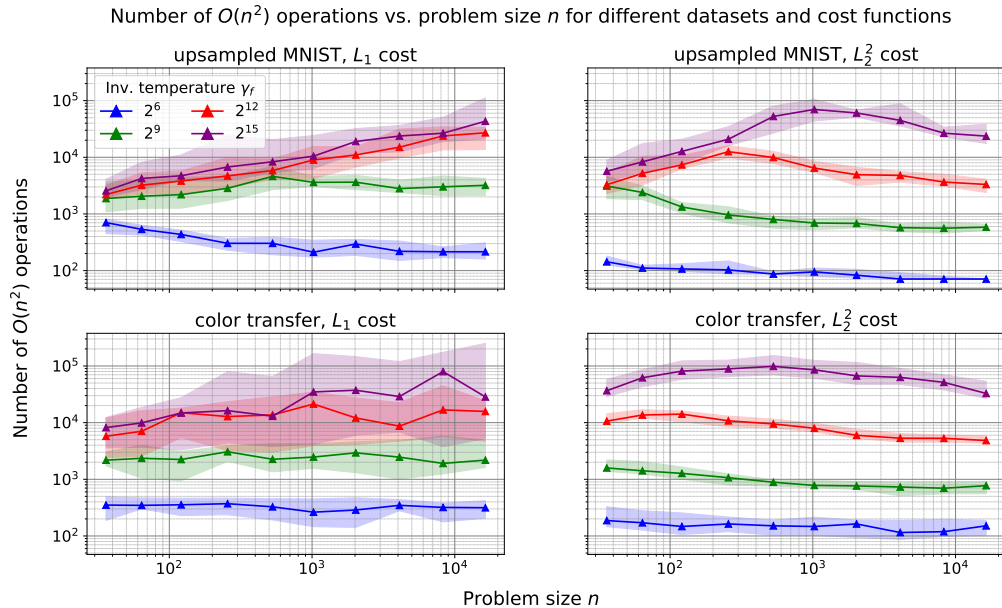 Number of O(n²) operations vs. problem size n for different datasets and cost functions
upsampled MNIST, L₁ cost
upsampled MNIST, L₂² cost
Inv. temperature γ_f
2⁶ 2¹²
2⁹ 2¹⁵
10⁵
10⁴
10³
10²
color transfer, L₁ cost
color transfer, L₂² cost
10⁵
10⁴
10³
10²
10² 10³ 10⁴
10² 10³ 10⁴
Number of O(n²) operations
Problem size n